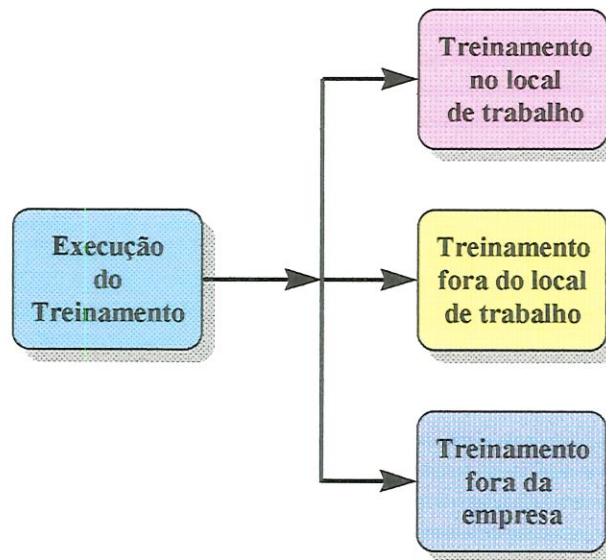 Treinamento
no local
de trabalho
Execução
do
Treinamento
Treinamento
fora do local
de trabalho
Treinamento
fora da
empresa